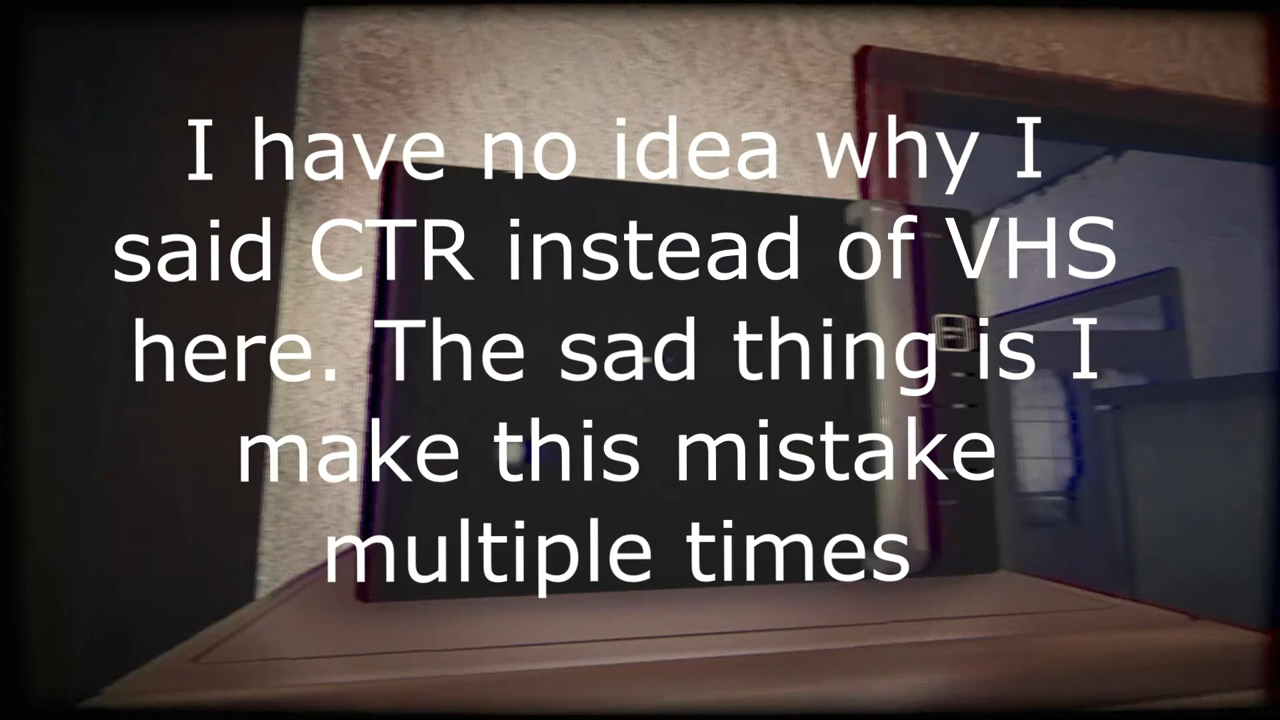 I have no idea why I
said CTR instead of VHS
here. The sad thing is I
make this mistake
multiple times